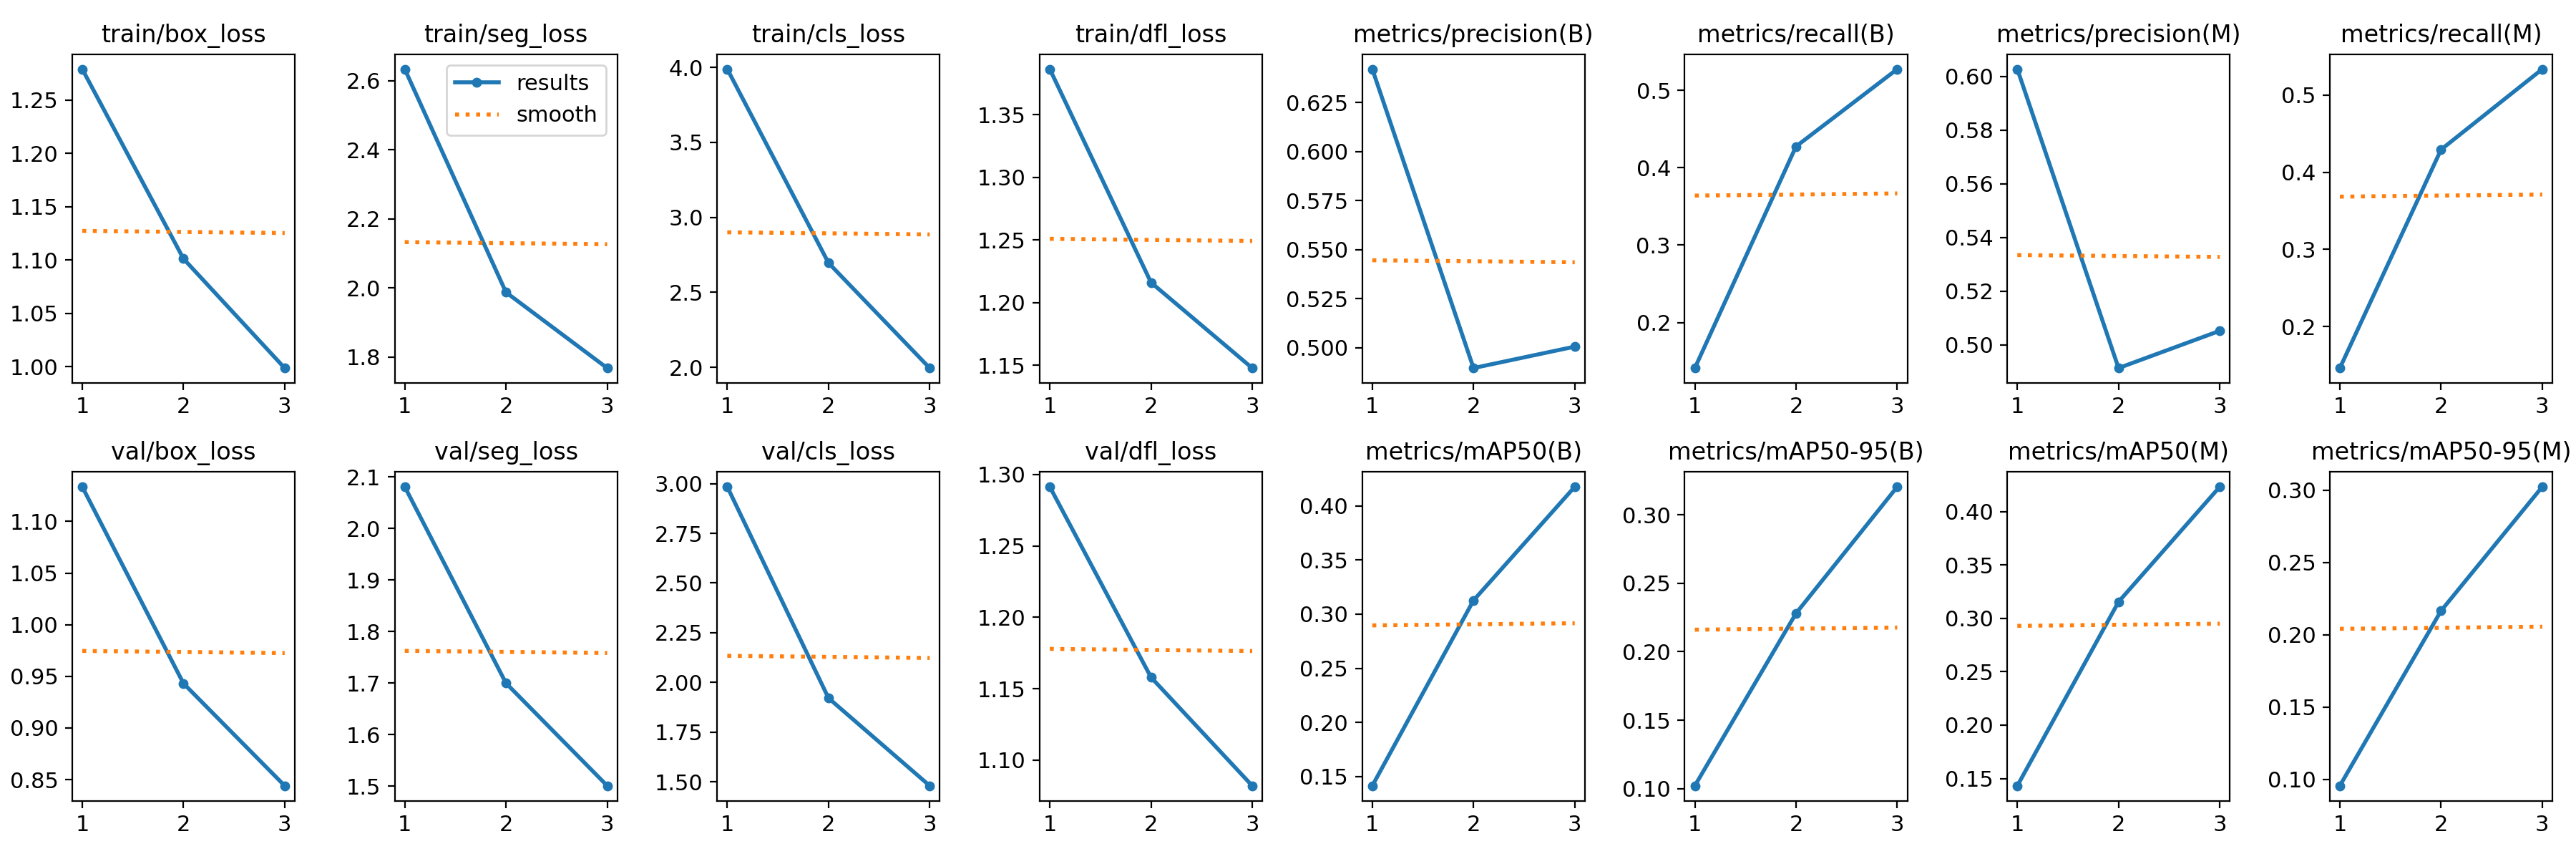 train/box_loss
1.25
1.20
1.15
1.10
1.05
1.00
1 2 3
train/seg_loss
results
smooth
2.6
2.4
2.2
2.0
1.8
1 2 3
train/cls_loss
4.0
3.5
3.0
2.5
2.0
1 2 3
train/dfl_loss
1.35
1.30
1.25
1.20
1.15
1 2 3
metrics/precision(B)
0.625
0.600
0.575
0.550
0.525
0.500
1 2 3
metrics/recall(B)
0.5
0.4
0.3
0.2
1 2 3
metrics/precision(M)
0.60
0.58
0.56
0.54
0.52
0.50
1 2 3
metrics/recall(M)
0.5
0.4
0.3
0.2
1 2 3
val/box_loss
1.10
1.05
1.00
0.95
0.90
0.85
1 2 3
val/seg_loss
2.1
2.0
1.9
1.8
1.7
1.6
1.5
1 2 3
val/cls_loss
3.00
2.75
2.50
2.25
2.00
1.75
1.50
1 2 3
val/dfl_loss
1.30
1.25
1.20
1.15
1.10
1 2 3
metrics/mAP50(B)
0.40
0.35
0.30
0.25
0.20
0.15
1 2 3
metrics/mAP50-95(B)
0.30
0.25
0.20
0.15
0.10
1 2 3
metrics/mAP50(M)
0.40
0.35
0.30
0.25
0.20
0.15
1 2 3
metrics/mAP50-95(M)
0.30
0.25
0.20
0.15
0.10
1 2 3